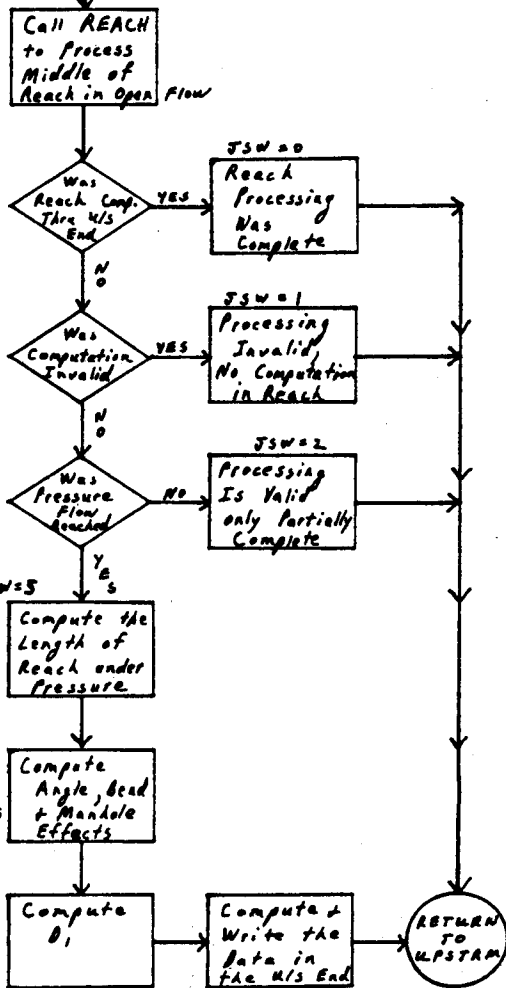 Call REACH
to Process
Middle of
Reach in Open Flow
Was
Reach Comp.
Thru U/S
End
YES
JSW = 0
Reach
Processing
Was
Complete
NO
Was
Computation
Invalid
YES
JSW = 1
Processing
Invalid,
No Computation
in Reach
NO
Was
Pressure
Flow
Reached
NO
JSW = 2
Processing
Is Valid
only Partially
Complete
YES
Compute the
Length of
Reach under
Pressure
Compute
Angle, Bend
+ Manhole
Effects
Compute
D1
Compute +
Write the
Data in
the U/S End
RETURN
TO
UPSTRM